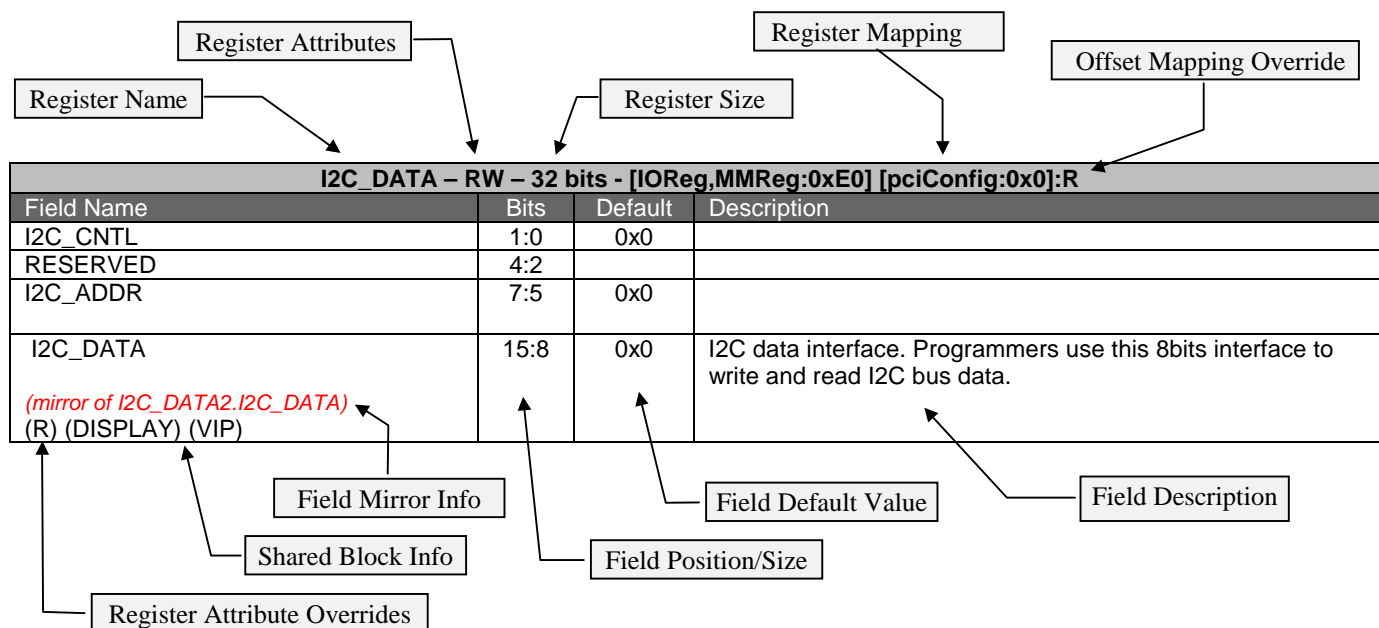 Register Attributes
Register Mapping
Offset Mapping Override
Register Name
Register Size
I2C_DATA – RW – 32 bits - [IOReg,MMReg:0xE0] [pciConfig:0x0]:R
Field Name Bits Default Description
I2C_CNTL 1:0 0x0
RESERVED 4:2
I2C_ADDR 7:5 0x0
I2C_DATA 15:8 0x0 I2C data interface. Programmers use this 8bits interface to
write and read I2C bus data.
(mirror of I2C_DATA2.I2C_DATA)
(R) (DISPLAY) (VIP)
Field Mirror Info
Field Default Value
Field Description
Shared Block Info
Field Position/Size
Register Attribute Overrides